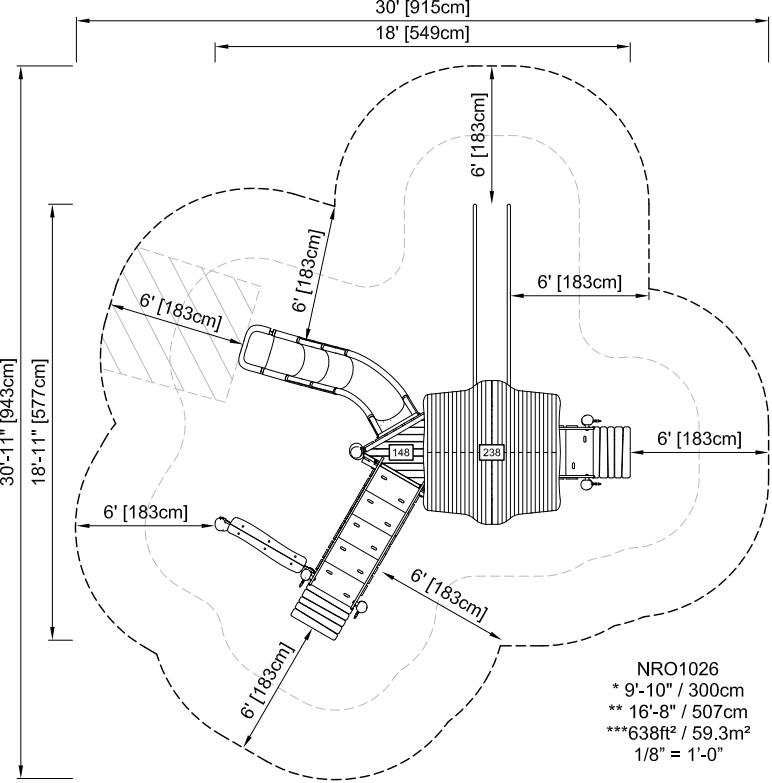 30' [915cm]
18' [549cm]
6' [183cm]
6' [183cm]
6' [183cm]
6' [183cm]
30'-11" [943cm]
18'-11" [577cm]
148
238
6' [183cm]
6' [183cm]
6' [183cm]
6' [183cm]
NRO1026
* 9'-10" / 300cm
** 16'-8" / 507cm
***638ft² / 59.3m²
1/8" = 1'-0"